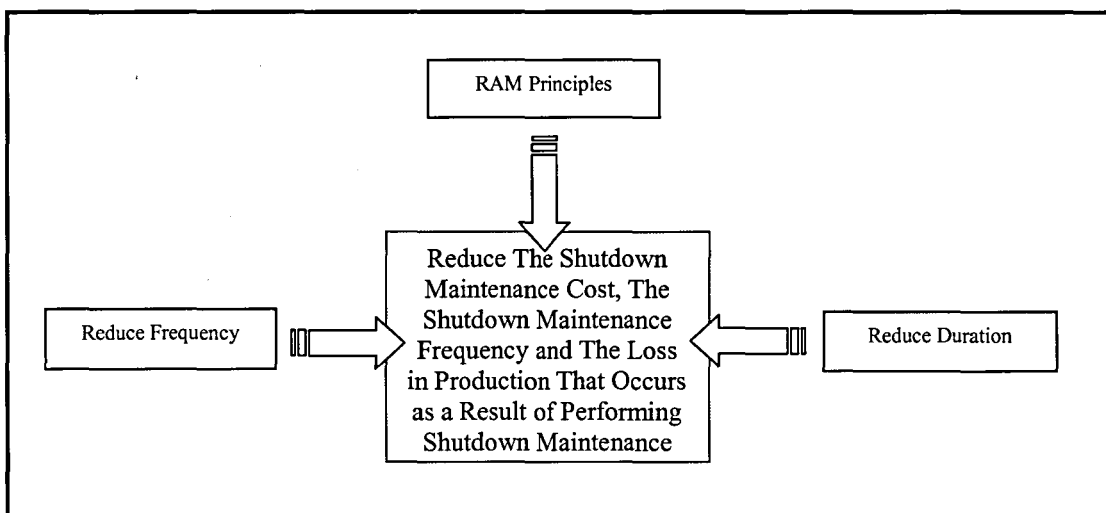 RAM Principles
Reduce The Shutdown
Maintenance Cost, The
Shutdown Maintenance
Frequency and The Loss
in Production That Occurs
as a Result of Performing
Shutdown Maintenance
Reduce Frequency
Reduce Duration